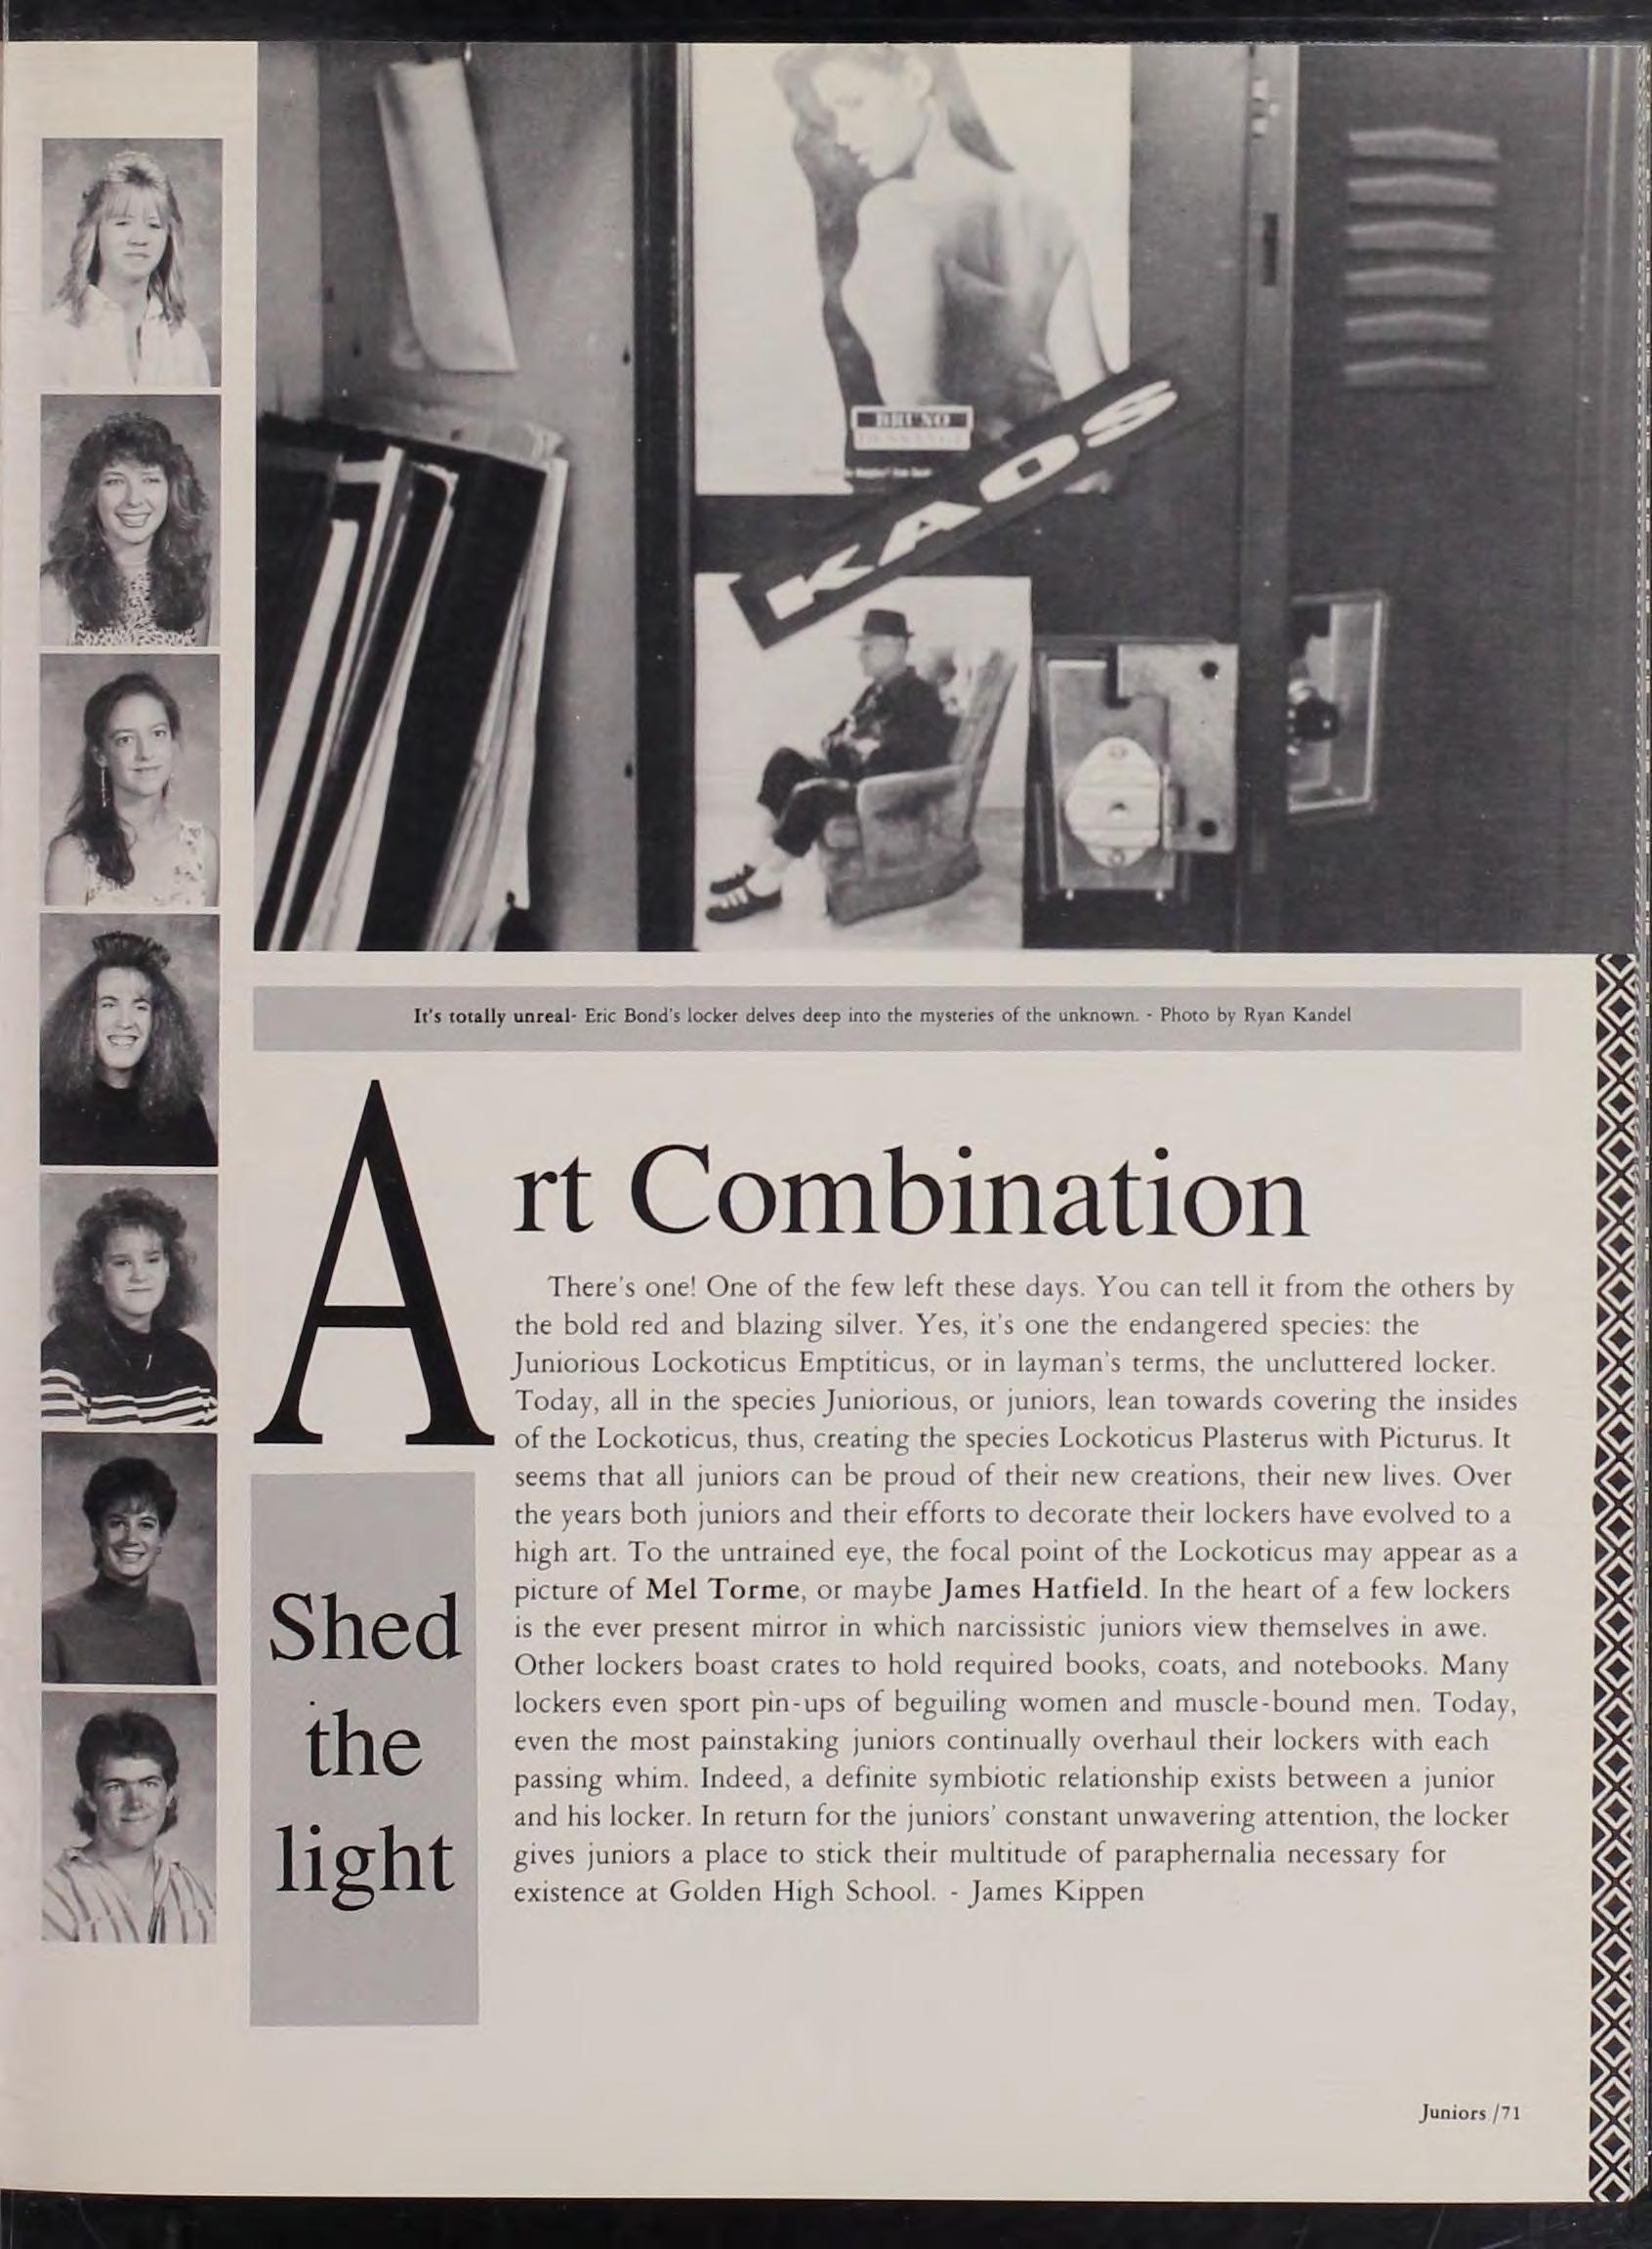 BRUNO
KAOS
It's totally unreal- Eric Bond's locker delves deep into the mysteries of the unknown. - Photo by Ryan Kandel
Art Combination
There's one! One of the few left these days. You can tell it from the others by
the bold red and blazing silver. Yes, it's one the endangered species: the
Juniorious Lockoticus Emptiticus, or in layman's terms, the uncluttered locker.
Today, all in the species Juniorious, or juniors, lean towards covering the insides
of the Lockoticus, thus, creating the species Lockoticus Plasterus with Picturus. It
seems that all juniors can be proud of their new creations, their new lives. Over
the years both juniors and their efforts to decorate their lockers have evolved to a
high art. To the untrained eye, the focal point of the Lockoticus may appear as a
picture of Mel Torme, or maybe James Hatfield. In the heart of a few lockers
is the ever present mirror in which narcissistic juniors view themselves in awe.
Other lockers boast crates to hold required books, coats, and notebooks. Many
lockers even sport pin-ups of beguiling women and muscle-bound men. Today,
even the most painstaking juniors continually overhaul their lockers with each
passing whim. Indeed, a definite symbiotic relationship exists between a junior
and his locker. In return for the juniors' constant unwavering attention, the locker
gives juniors a place to stick their multitude of paraphernalia necessary for
existence at Golden High School. - James Kippen
Shed
the
light
Juniors /71